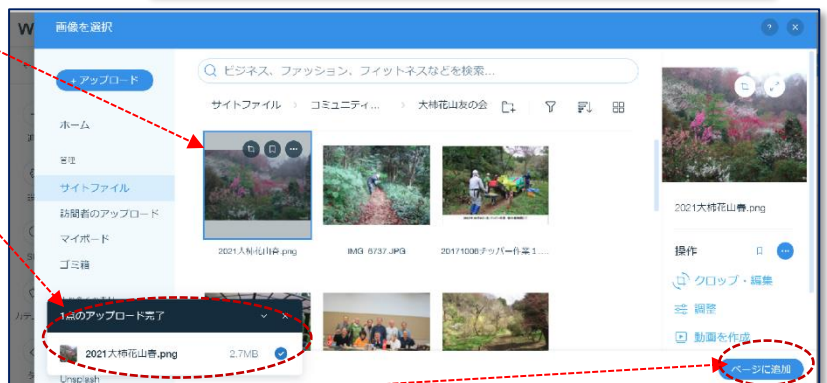 画像を選択
+ アップロード
ビジネス、ファッション、フィットネスなどを検索...
サイトファイル > コミュニティ... > 大柿花山友の会
ホーム
管理
サイトファイル
訪問者のアップロード
マイボード
ゴミ箱
2021大柿花山春.png
IMG_6737.JPG
20171008チッパー作業1....
2021大柿花山春.png
操作
クロップ・編集
調整
動画を作成
1点のアップロード完了
2021大柿花山春.png 2.7MB
Unsplash
ページに追加